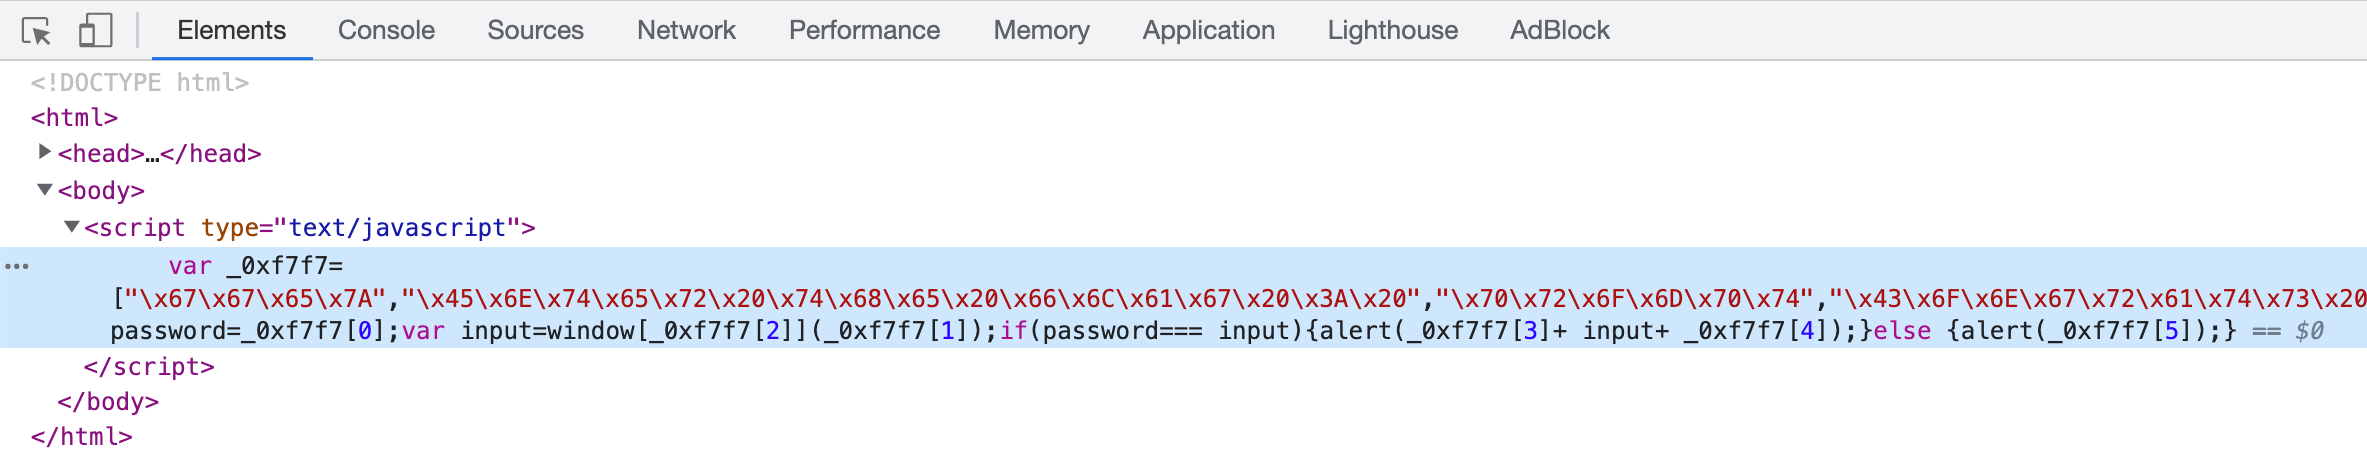 Elements Console Sources Network Performance Memory Application Lighthouse AdBlock
<!DOCTYPE html>
<html>
<head>…</head>
<body>
<script type="text/javascript">
var _0xf7f7=
["\x67\x67\x65\x7A","\x45\x6E\x74\x65\x72\x20\x74\x68\x65\x20\x66\x6C\x61\x67\x20\x3A\x20","\x70\x72\x6F\x6D\x70\x74","\x43\x6F\x6E\x67\x72\x61\x74\x73\x20
password=_0xf7f7[0];var input=window[_0xf7f7[2]](_0xf7f7[1]);if(password=== input){alert(_0xf7f7[3]+ input+ _0xf7f7[4]);}else {alert(_0xf7f7[5]);} == $0
</script>
</body>
</html>